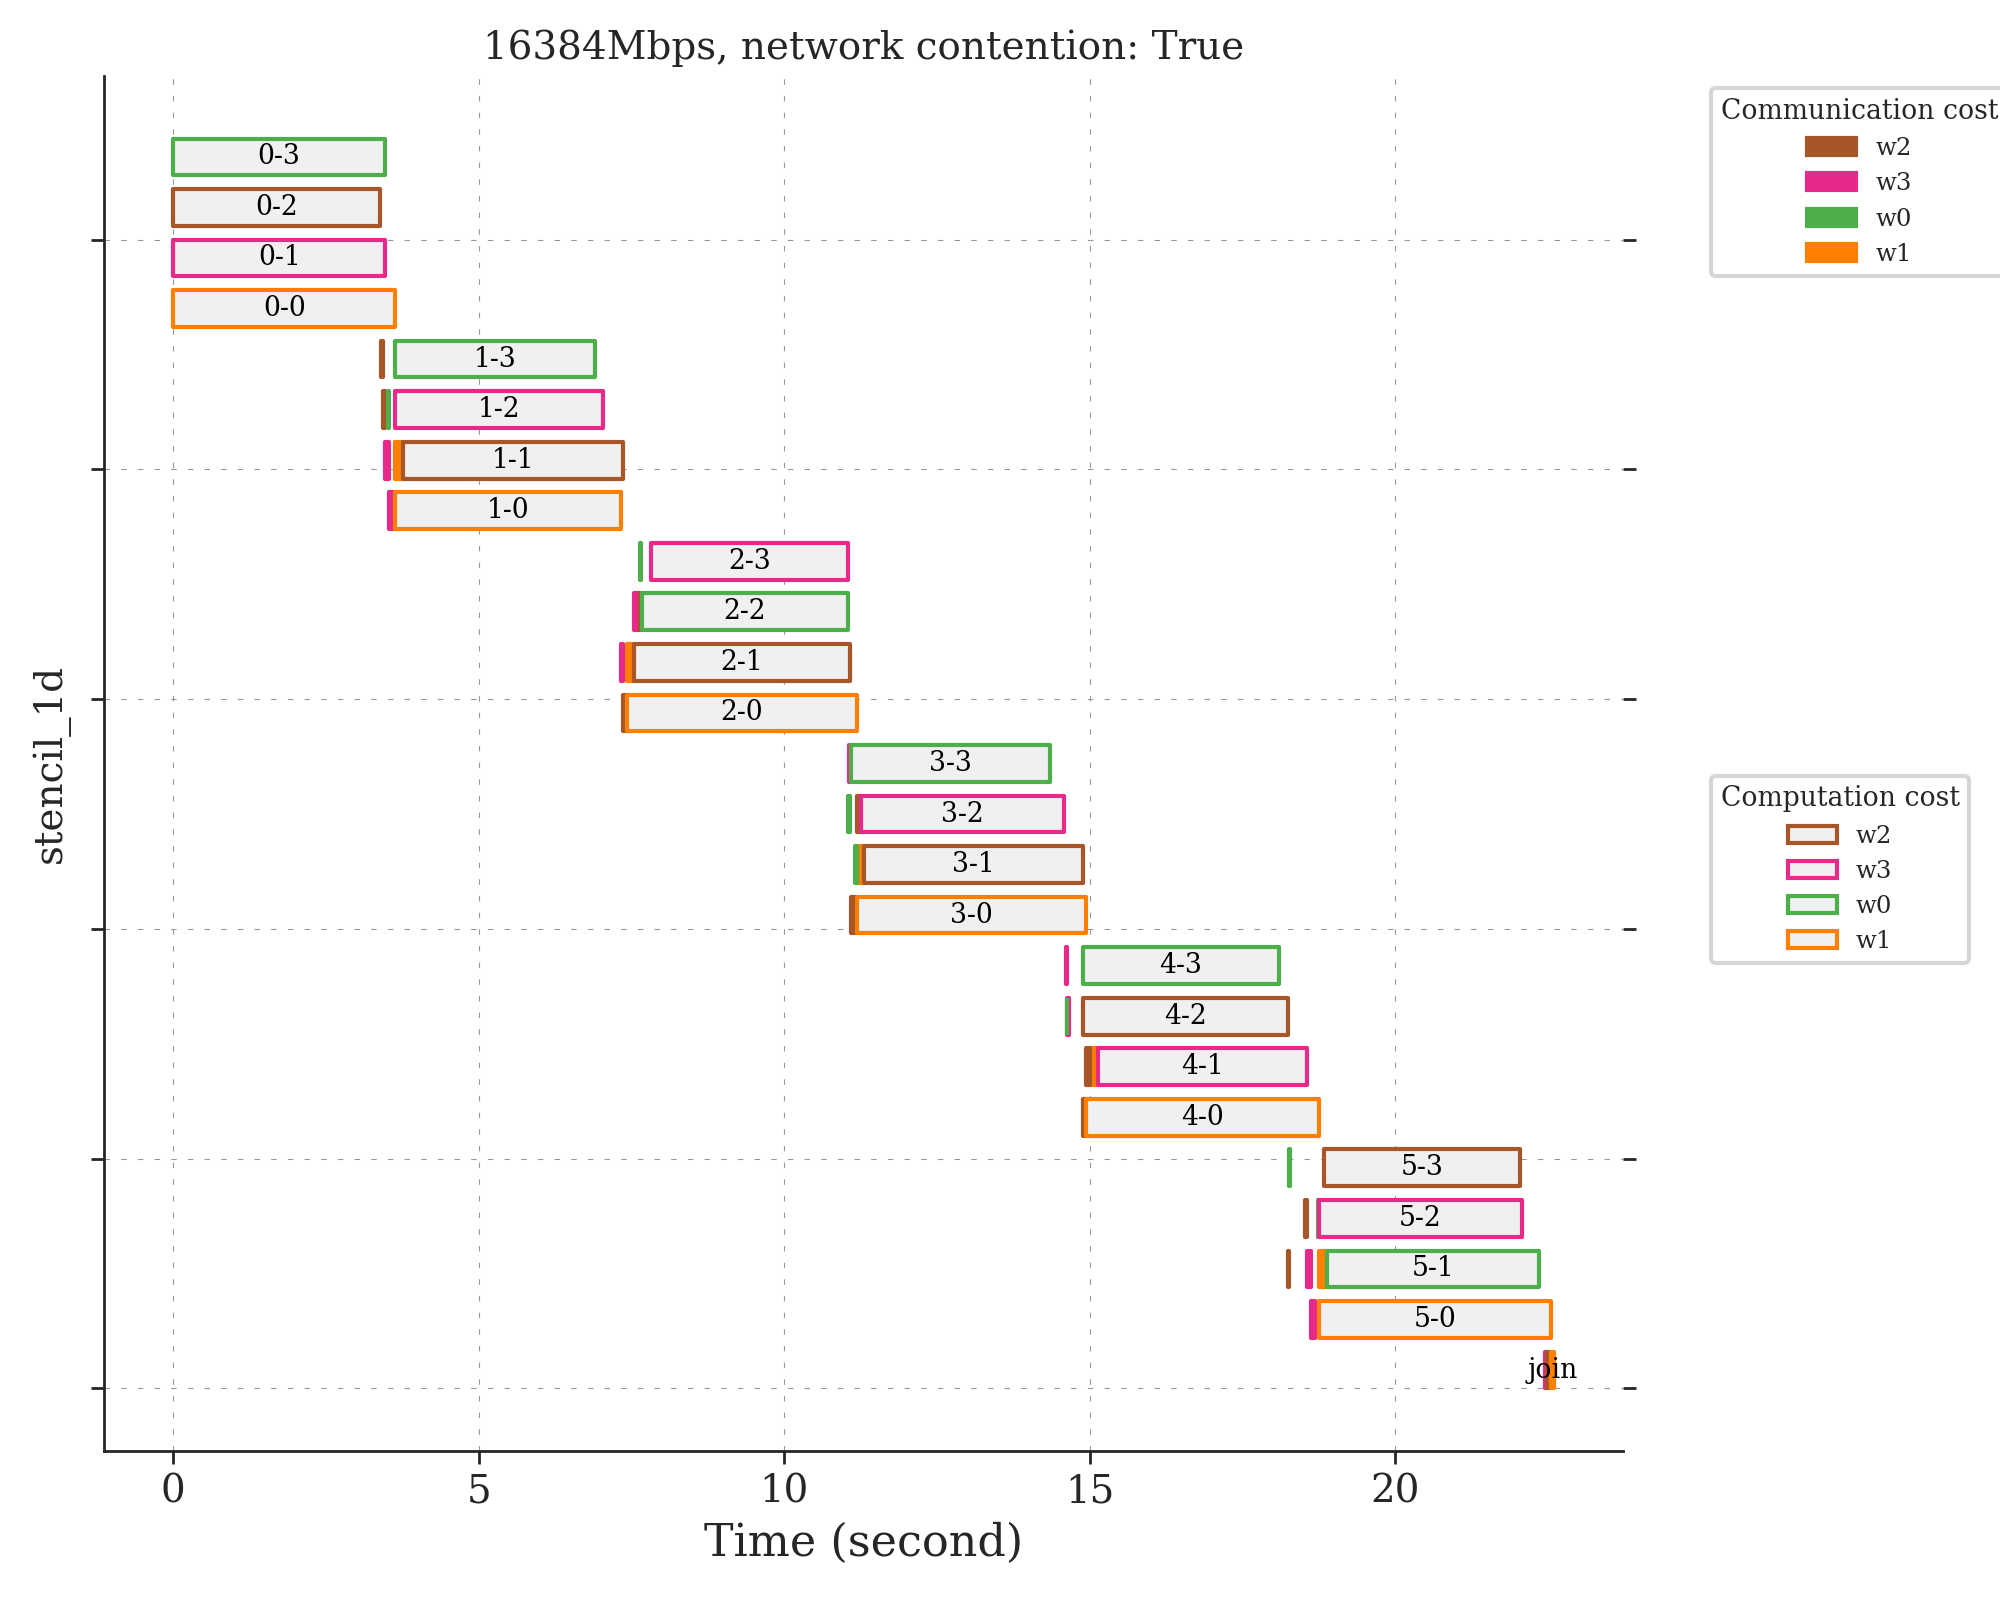 16384Mbps, network contention: True
Communication cost
w2
w3
w0
w1
0-3
0-2
0-1
0-0
1-3
1-2
1-1
1-0
2-3
2-2
2-1
2-0
3-3
3-2
3-1
3-0
4-3
4-2
4-1
4-0
5-3
5-2
5-1
5-0
join
Computation cost
w2
w3
w0
w1
stencil_1d
0
5
10
15
20
Time (second)